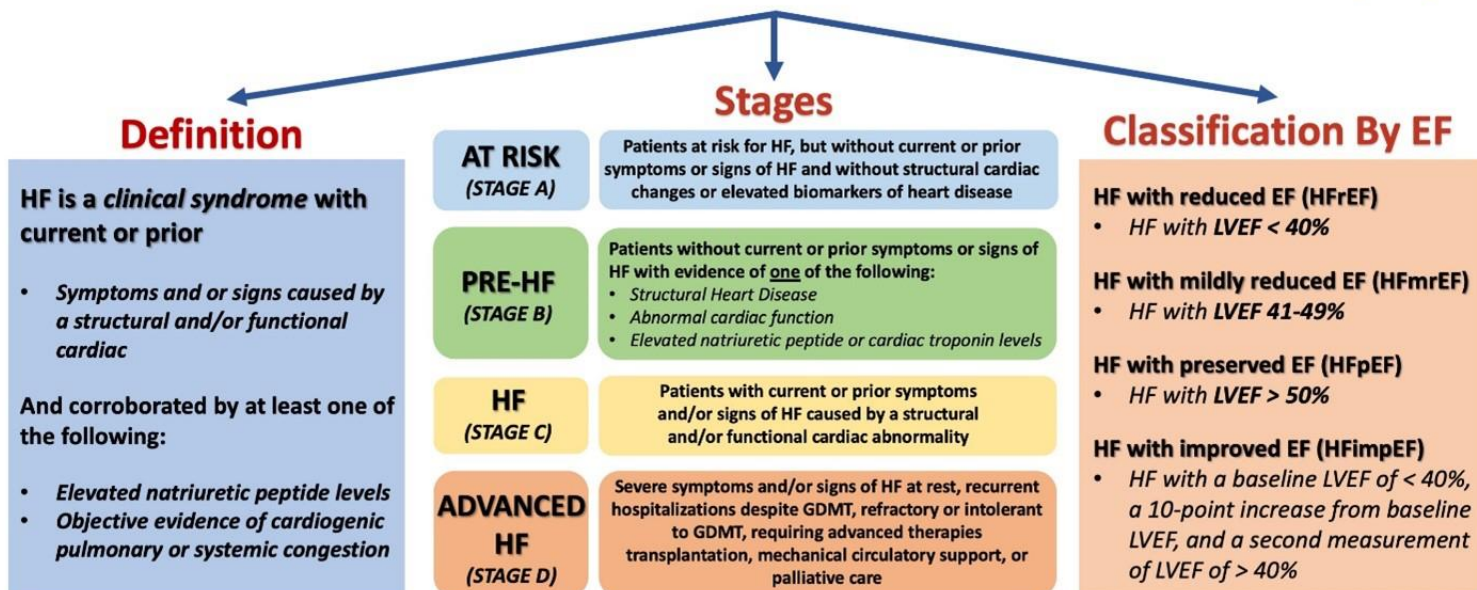 Definition
HF is a clinical syndrome with
current or prior
• Symptoms and or signs caused by
a structural and/or functional
cardiac
And corroborated by at least one of
the following:
• Elevated natriuretic peptide levels
• Objective evidence of cardiogenic
pulmonary or systemic congestion
Stages
AT RISK
(STAGE A)
Patients at risk for HF, but without current or prior
symptoms or signs of HF and without structural cardiac
changes or elevated biomarkers of heart disease
PRE-HF
(STAGE B)
Patients without current or prior symptoms or signs of
HF with evidence of one of the following:
• Structural Heart Disease
• Abnormal cardiac function
• Elevated natriuretic peptide or cardiac troponin levels
HF
(STAGE C)
Patients with current or prior symptoms
and/or signs of HF caused by a structural
and/or functional cardiac abnormality
ADVANCED
HF
(STAGE D)
Severe symptoms and/or signs of HF at rest, recurrent
hospitalizations despite GDMT, refractory or intolerant
to GDMT, requiring advanced therapies
transplantation, mechanical circulatory support, or
palliative care
Classification By EF
HF with reduced EF (HFrEF)
• HF with LVEF < 40%
HF with mildly reduced EF (HFmrEF)
• HF with LVEF 41-49%
HF with preserved EF (HFpEF)
• HF with LVEF > 50%
HF with improved EF (HFimpEF)
• HF with a baseline LVEF of < 40%,
a 10-point increase from baseline
LVEF, and a second measurement
of LVEF of > 40%